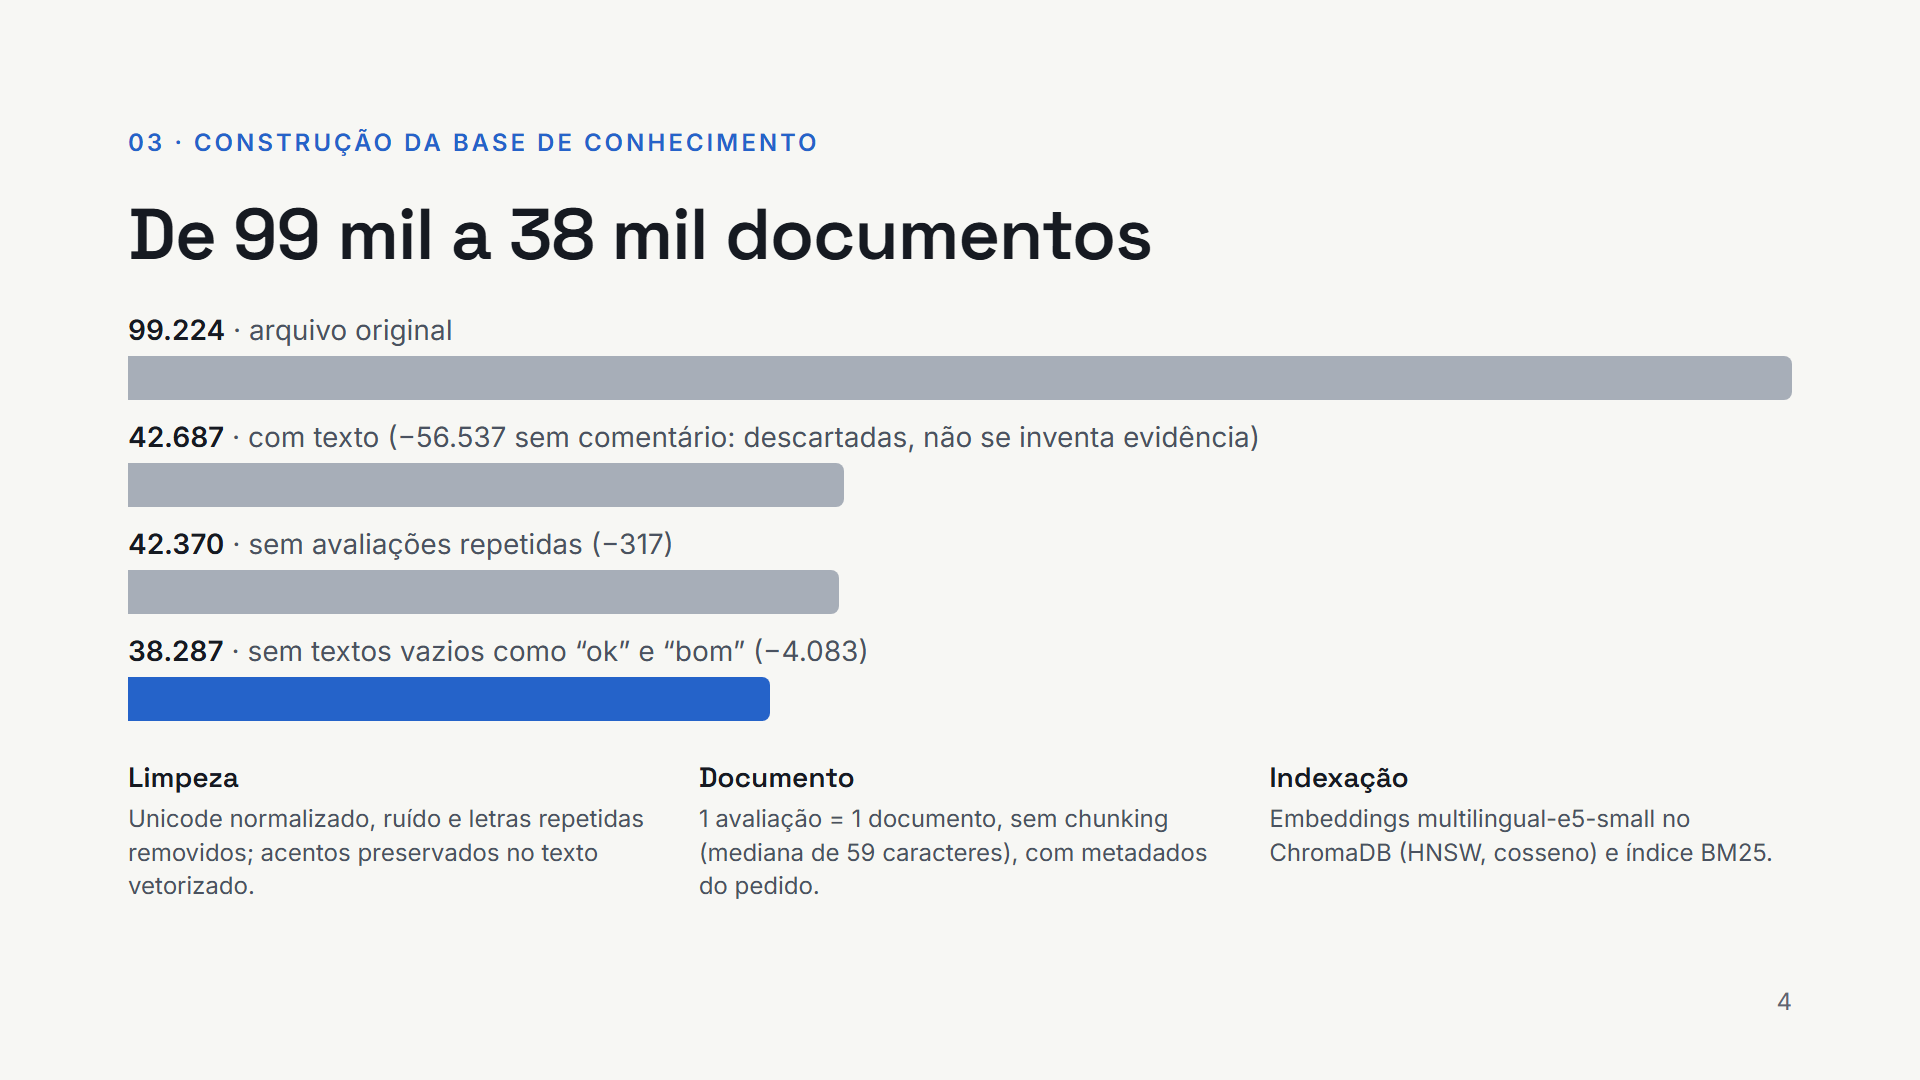 03 · CONSTRUÇÃO DA BASE DE CONHECIMENTO
De 99 mil a 38 mil documentos
99.224 · arquivo original
42.687 · com texto (−56.537 sem comentário: descartadas, não se inventa evidência)
42.370 · sem avaliações repetidas (−317)
38.287 · sem textos vazios como “ok” e “bom” (−4.083)
Limpeza
Unicode normalizado, ruído e letras repetidas
removidos; acentos preservados no texto
vetorizado.
Documento
1 avaliação = 1 documento, sem chunking
(mediana de 59 caracteres), com metadados
do pedido.
Indexação
Embeddings multilingual-e5-small no
ChromaDB (HNSW, cosseno) e índice BM25.
4